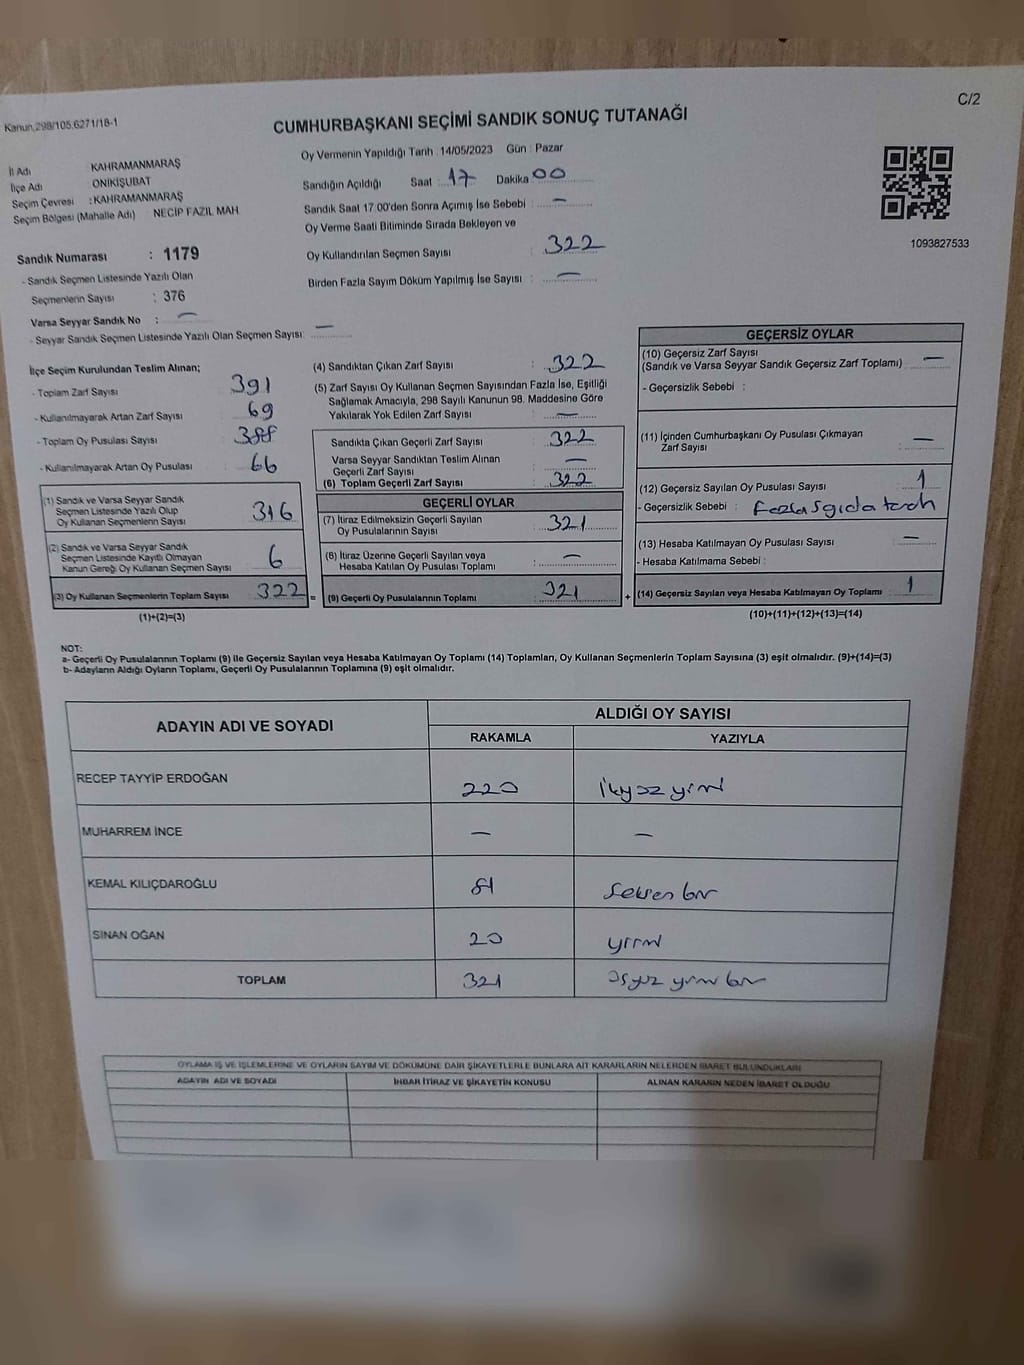 C/2
Kanun.298/105.6271/18-1
CUMHURBAŞKANI SEÇİMİ SANDIK SONUÇ TUTANAĞI
İl Adı KAHRAMANMARAŞ
İlçe Adı ONİKİŞUBAT
Seçim Çevresi : KAHRAMANMARAŞ
Seçim Bölgesi (Mahalle Adı) NECİP FAZIL MAH.
Sandık Numarası : 1179
- Sandık Seçmen Listesinde Yazılı Olan
Seçmenlerin Sayısı : 376
Varsa Seyyar Sandık No : —
- Seyyar Sandık Seçmen Listesinde Yazılı Olan Seçmen Sayısı : —
Oy Vermenin Yapıldığı Tarih : 14/05/2023 Gün : Pazar
Sandığın Açıldığı Saat : 17 Dakika 00
Sandık Saat 17:00'den Sonra Açımış İse Sebebi : —
Oy Verme Saati Bitiminde Sırada Bekleyen ve
Oy Kullandırılan Seçmen Sayısı : 322
Birden Fazla Sayım Döküm Yapılmış İse Sayısı : —
1093827533
İlçe Seçim Kurulundan Teslim Alınan;
- Toplam Zarf Sayısı : 391
- Kullanılmayarak Artan Zarf Sayısı : 69
- Toplam Oy Pusulası Sayısı : 388
- Kullanılmayarak Artan Oy Pusulası : 66
(1) Sandık ve Varsa Seyyar Sandık
Seçmen Listesinde Yazılı Olup
Oy Kullanan Seçmenlerin Sayısı 316
(2) Sandık ve Varsa Seyyar Sandık
Seçmen Listesinde Kayıtlı Olmayan
Kanun Gereği Oy Kullanan Seçmen Sayısı 6
(3) Oy Kullanan Seçmenlerin Toplam Sayısı 322 =
(1)+(2)=(3)
(4) Sandıktan Çıkan Zarf Sayısı : 322
(5) Zarf Sayısı Oy Kullanan Seçmen Sayısından Fazla İse, Eşitliği
Sağlamak Amacıyla, 298 Sayılı Kanunun 98. Maddesine Göre
Yakılarak Yok Edilen Zarf Sayısı : —
Sandıkta Çıkan Geçerli Zarf Sayısı : 322
Varsa Seyyar Sandıktan Teslim Alınan
Geçerli Zarf Sayısı : —
(6) Toplam Geçerli Zarf Sayısı : 322
GEÇERLİ OYLAR
(7) İtiraz Edilmeksizin Geçerli Sayılan
Oy Pusulalarının Sayısı : 321
(8) İtiraz Üzerine Geçerli Sayılan veya
Hesaba Katılan Oy Pusulası Toplamı : —
(9) Geçerli Oy Pusulalarının Toplamı : 321 +
GEÇERSİZ OYLAR
(10) Geçersiz Zarf Sayısı
(Sandık ve Varsa Seyyar Sandık Geçersiz Zarf Toplamı) : —
- Geçersizlik Sebebi :
(11) İçinden Cumhurbaşkanı Oy Pusulası Çıkmayan
Zarf Sayısı : —
(12) Geçersiz Sayılan Oy Pusulası Sayısı : 1
- Geçersizlik Sebebi :
(13) Hesaba Katılmayan Oy Pusulası Sayısı : —
- Hesaba Katılmama Sebebi :
(14) Geçersiz Sayılan veya Hesaba Katılmayan Oy Toplamı : 1
(10)+(11)+(12)+(13)=(14)
NOT:
a- Geçerli Oy Pusulalarının Toplamı (9) ile Geçersiz Sayılan veya Hesaba Katılmayan Oy Toplamı (14) Toplamları, Oy Kullanan Seçmenlerin Toplam Sayısına (3) eşit olmalıdır. (9)+(14)=(3)
b- Adayların Aldığı Oyların Toplamı, Geçerli Oy Pusulalarının Toplamına (9) eşit olmalıdır.
ADAYIN ADI VE SOYADI ALDIĞI OY SAYISI
RAKAMLA YAZIYLA
RECEP TAYYİP ERDOĞAN 220 ikiyüz yirmi
MUHARREM İNCE — —
KEMAL KILIÇDAROĞLU 81 seksen bir
SİNAN OĞAN 20 yirmi
TOPLAM 321 üçyüz yirmi bir
OYLAMA İŞ VE İŞLEMLERİNE VE OYLARIN SAYIM VE DÖKÜMÜNE DAİR ŞİKAYETLERLE BUNLARA AİT KARARLARIN NELERDEN İBARET BULUNDUKLARI
ADAYIN ADI VE SOYADI İHBAR İTİRAZ VE ŞİKAYETİN KONUSU ALINAN KARARIN NEDEN İBARET OLDUĞU